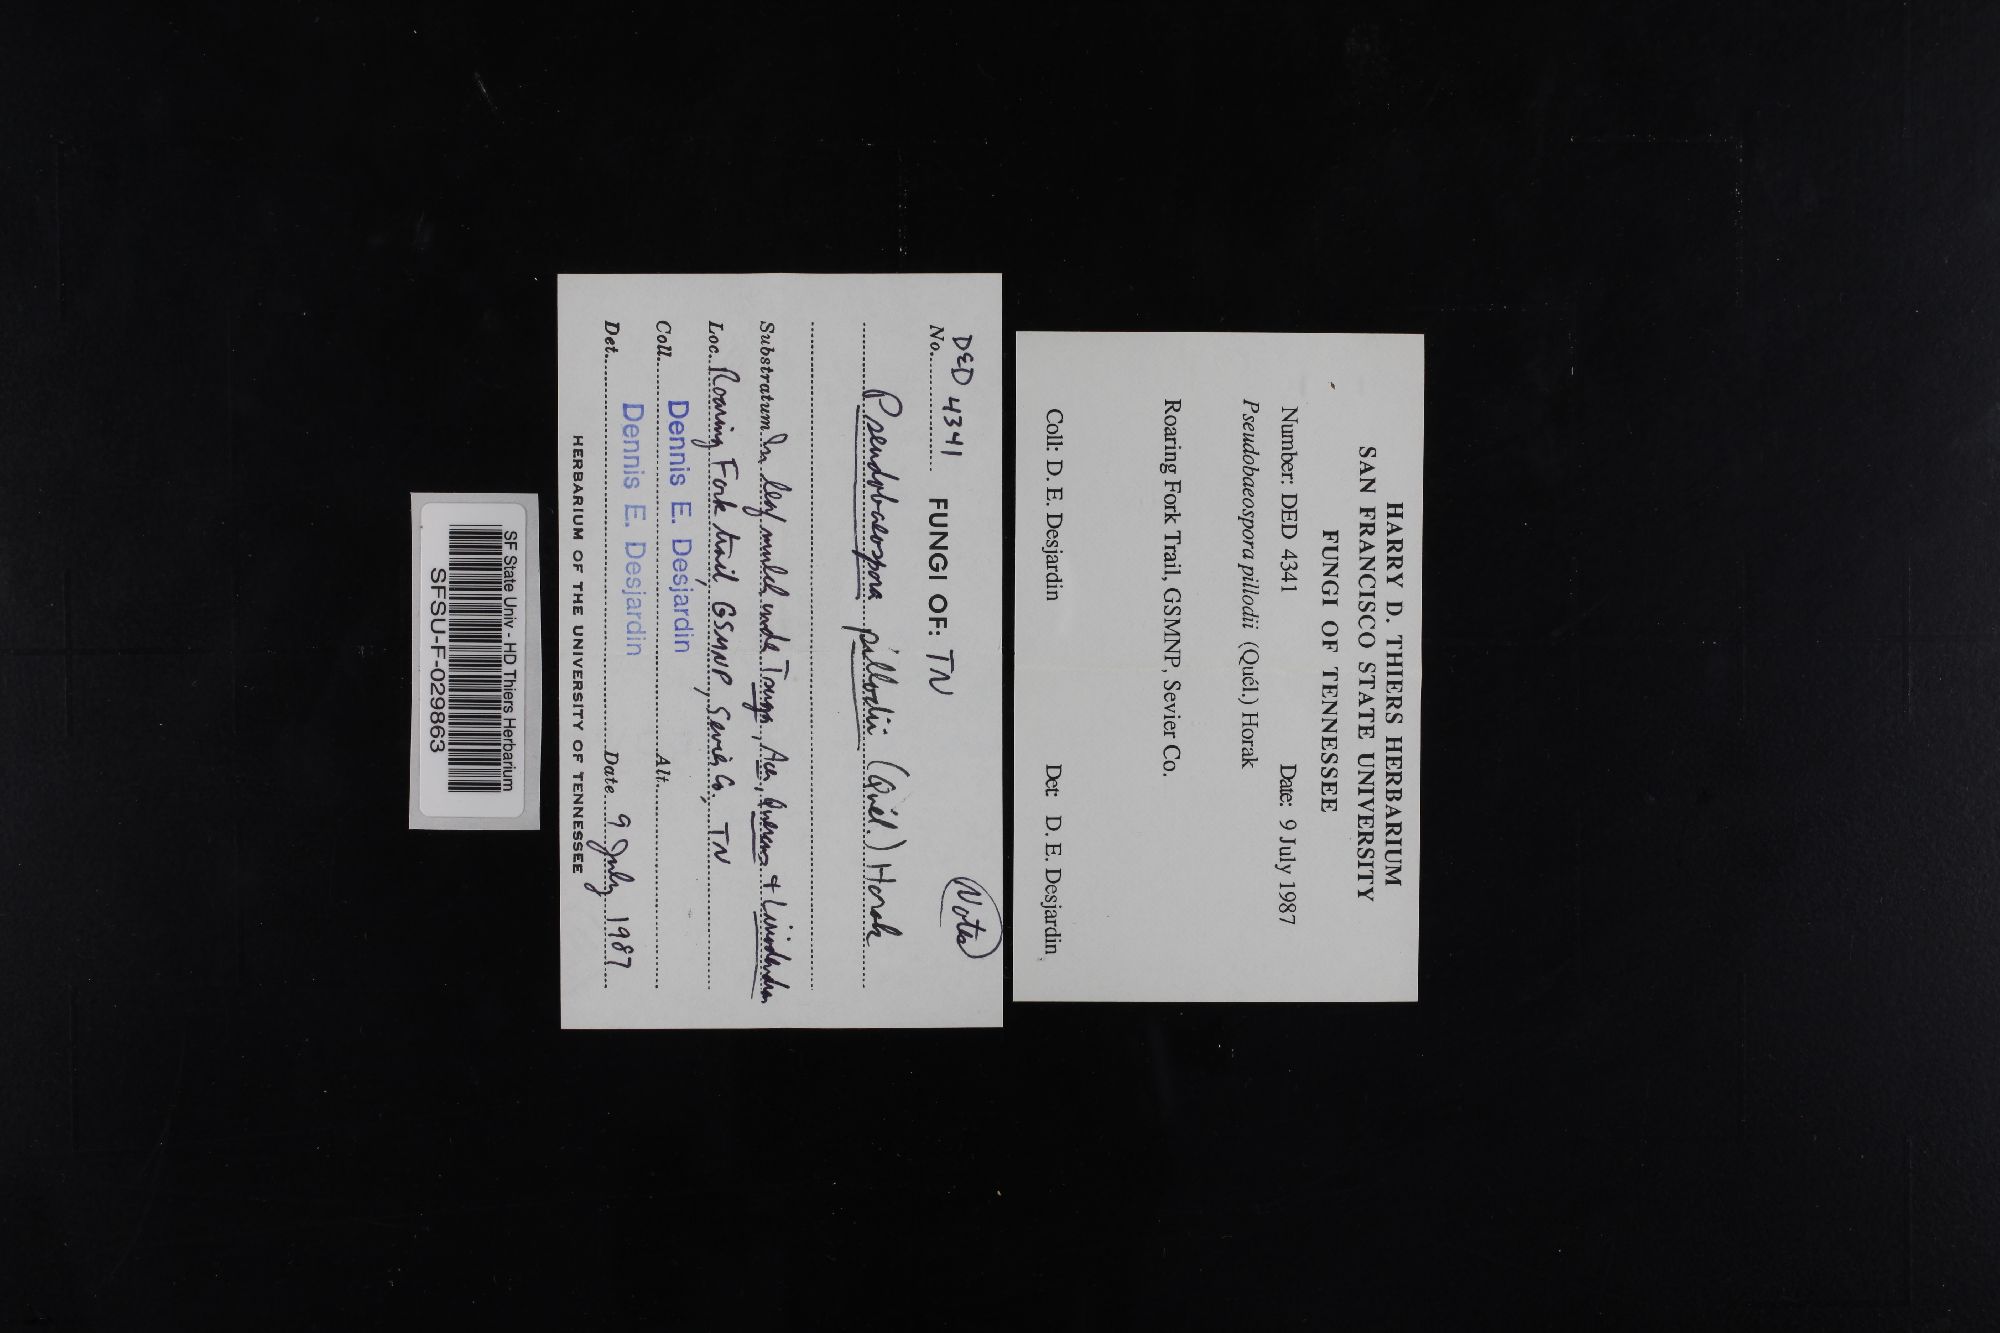 HARRY D. THIERS HERBARIUM
SAN FRANCISCO STATE UNIVERSITY
FUNGI OF TENNESSEE
Number: DED 4341 Date: 9 July 1987
Pseudobaeospora pillodii (Quél.) Horak
Roaring Fork Trail, GSMNP, Sevier Co.
Coll: D. E. Desjardin Det: D. E. Desjardin
DED 4341 Notes
No. FUNGI OF: TN
Pseudobaeospora pillodii (Quél.) Horak
Substratum In leaf mulch under Tsuga, Acer, Quercus + Liriodendron
Loc. Roaring Fork trail, GSMNP, Sevier Co., TN
Coll. Dennis E. Desjardin Alt.
Det. Dennis E. Desjardin Date 9 July 1987
HERBARIUM OF THE UNIVERSITY OF TENNESSEE
SF State Univ - HD Thiers Herbarium
SFSU-F-029863